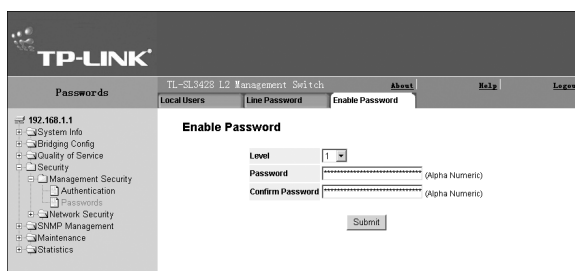 TP-LINK
Passwords
TL-SL3428 L2 Management Switch
About
Help
Local Users
Line Password
Enable Password
192.168.1.1
System Info
Bridging Config
Quality of Service
Security
Management Security
Authentication
Passwords
Network Security
SNMP Management
Maintenance
Statistics
Enable Password
Level 1
Password (Alpha Numeric)
Confirm Password (Alpha Numeric)
Submit